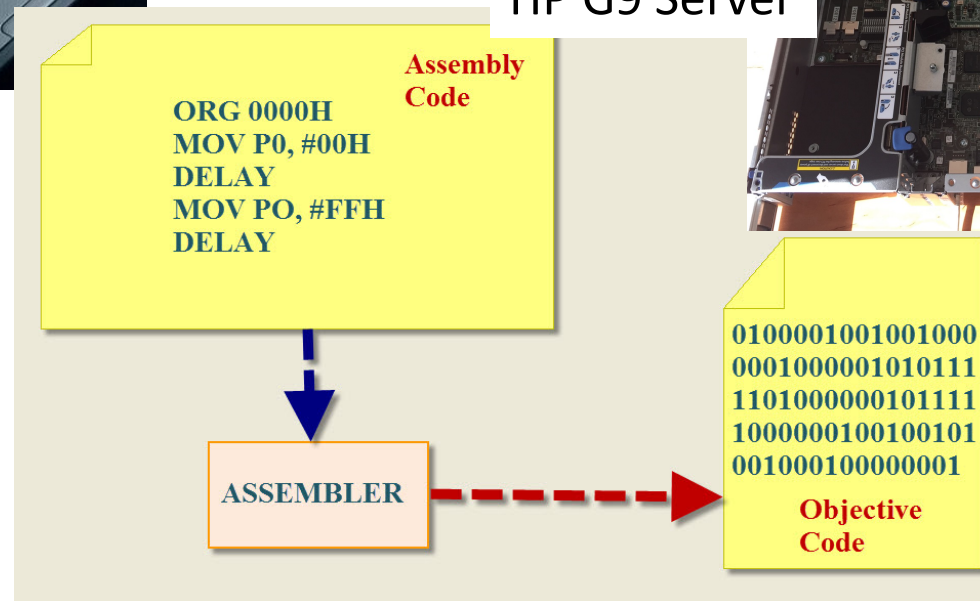 HP G9 Server
Assembly
Code
ORG 0000H
MOV P0, #00H
DELAY
MOV PO, #FFH
DELAY
ASSEMBLER
0100001001001000
0001000001010111
1101000000101111
1000000100100101
001000100000001
Objective
Code